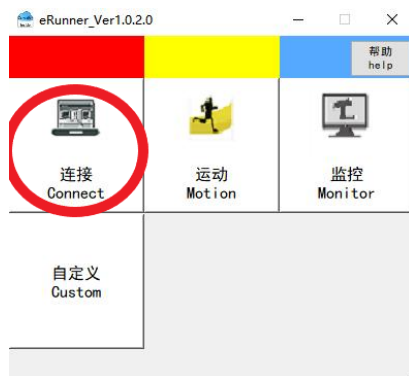 eRunner_Ver1.0.2.0
帮助
help
连接
Connect
运动
Motion
监控
Monitor
自定义
Custom